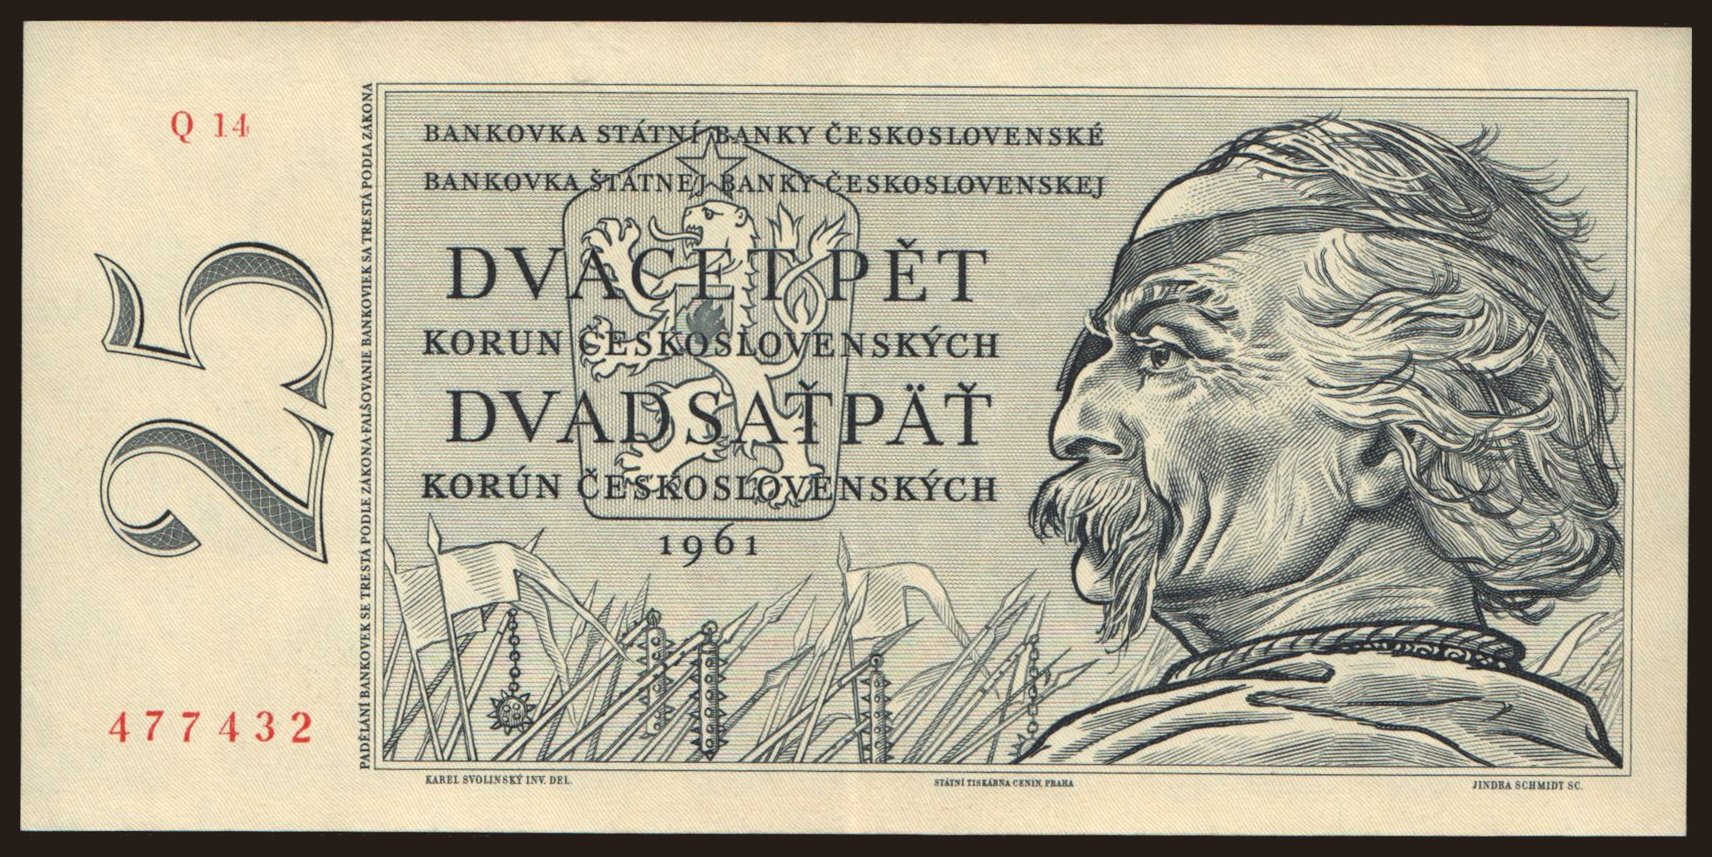 Q 14
25
477432
PADĚLÁNÍ BANKOVEK SE TRESTÁ PODLE ZÁKONA·FALŠOVANIE BANKOVIEK SA TRESTÁ PODĽA ZÁKONA
BANKOVKA STÁTNÍ BANKY ČESKOSLOVENSKÉ
BANKOVKA ŠTÁTNEJ BANKY ČESKOSLOVENSKEJ
DVACET PĚT
KORUN ČESKOSLOVENSKÝCH
DVADSAŤPÄŤ
KORÚN ČESKOSLOVENSKÝCH
1961
KAREL SVOLINSKÝ INV. DEL.
STÁTNÍ TISKÁRNA CENIN, PRAHA
JINDRA SCHMIDT SC.